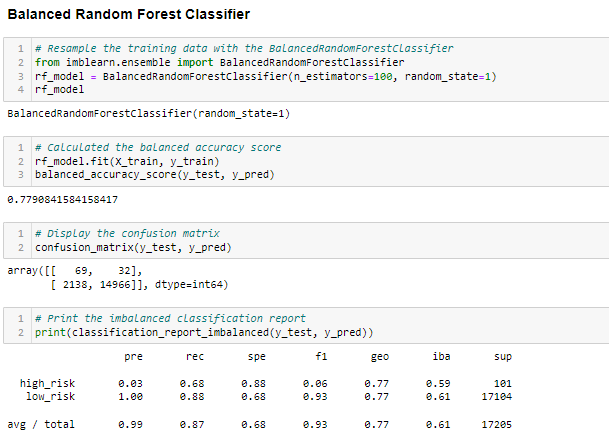 Balanced Random Forest Classifier
1 # Resample the training data with the BalancedRandomForestClassifier
2 from imblearn.ensemble import BalancedRandomForestClassifier
3 rf_model = BalancedRandomForestClassifier(n_estimators=100, random_state=1)
4 rf_model
BalancedRandomForestClassifier(random_state=1)
1 # Calculated the balanced accuracy score
2 rf_model.fit(X_train, y_train)
3 balanced_accuracy_score(y_test, y_pred)
0.7790841584158417
1 # Display the confusion matrix
2 confusion_matrix(y_test, y_pred)
array([[   69,    32],
       [ 2138, 14966]], dtype=int64)
1 # Print the imbalanced classification report
2 print(classification_report_imbalanced(y_test, y_pred))
pre rec spe f1 geo iba sup
high_risk 0.03 0.68 0.88 0.06 0.77 0.59 101
low_risk 1.00 0.88 0.68 0.93 0.77 0.61 17104
avg / total 0.99 0.87 0.68 0.93 0.77 0.61 17205